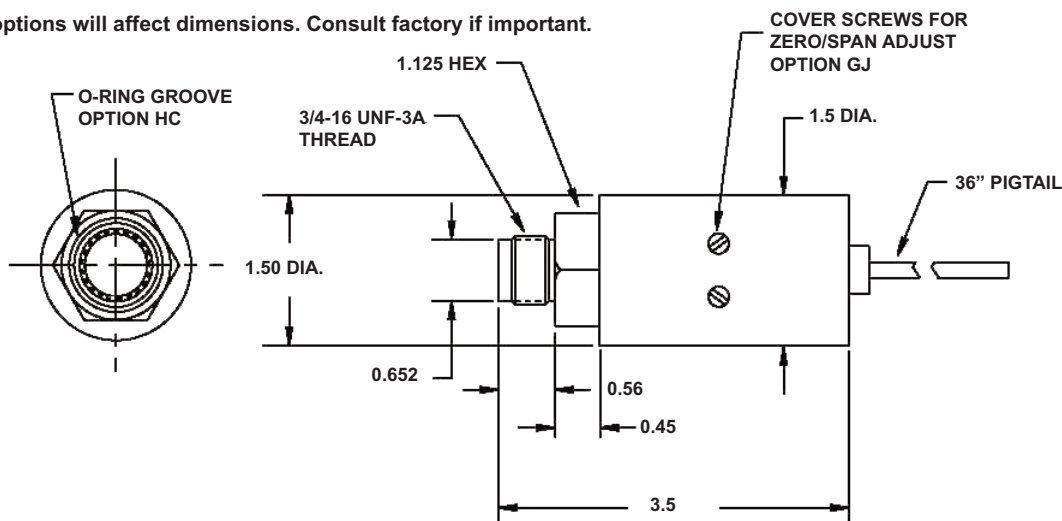 options will affect dimensions. Consult factory if important.
COVER SCREWS FOR
ZERO/SPAN ADJUST
OPTION GJ
1.125 HEX
O-RING GROOVE
OPTION HC
3/4-16 UNF-3A
THREAD
1.5 DIA.
36” PIGTAIL
1.50 DIA.
0.652
0.56
0.45
3.5